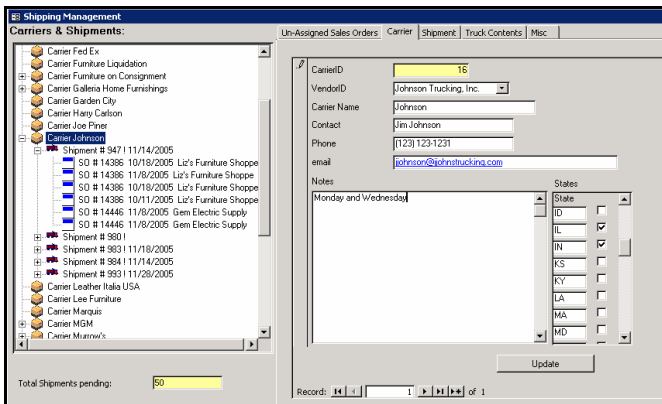 Shipping Management
Carriers & Shipments:
Carrier Fed Ex
Carrier Furniture Liquidation
Carrier Furniture on Consignment
Carrier Galleria Home Furnishings
Carrier Garden City
Carrier Harry Carlson
Carrier Joe Piner
Carrier Johnson
Shipment # 947 ! 11/14/2005
SO # 14386 10/18/2005 Liz's Furniture Shoppe
SO # 14386 11/8/2005 Liz's Furniture Shoppe
SO # 14386 10/18/2005 Liz's Furniture Shoppe
SO # 14386 10/11/2005 Liz's Furniture Shoppe
SO # 14446 11/8/2005 Gem Electric Supply
SO # 14446 11/8/2005 Gem Electric Supply
Shipment # 980 !
Shipment # 983 ! 11/18/2005
Shipment # 984 ! 11/14/2005
Shipment # 993 ! 11/28/2005
Carrier Leather Italia USA
Carrier Lee Furniture
Carrier Marquis
Carrier MGM
Carrier Murrow's
Total Shipments pending: 50
Un-Assigned Sales Orders Carrier Shipment Truck Contents Misc
CarrierID 16
VendorID Johnson Trucking, Inc.
Carrier Name Johnson
Contact Jim Johnson
Phone (123) 123-1231
email jjohnson@jjohnstrucking.com
Notes
Monday and Wednesday
States
State
ID
IL
IN
KS
KY
LA
MA
MD
Update
Record: 1 of 1